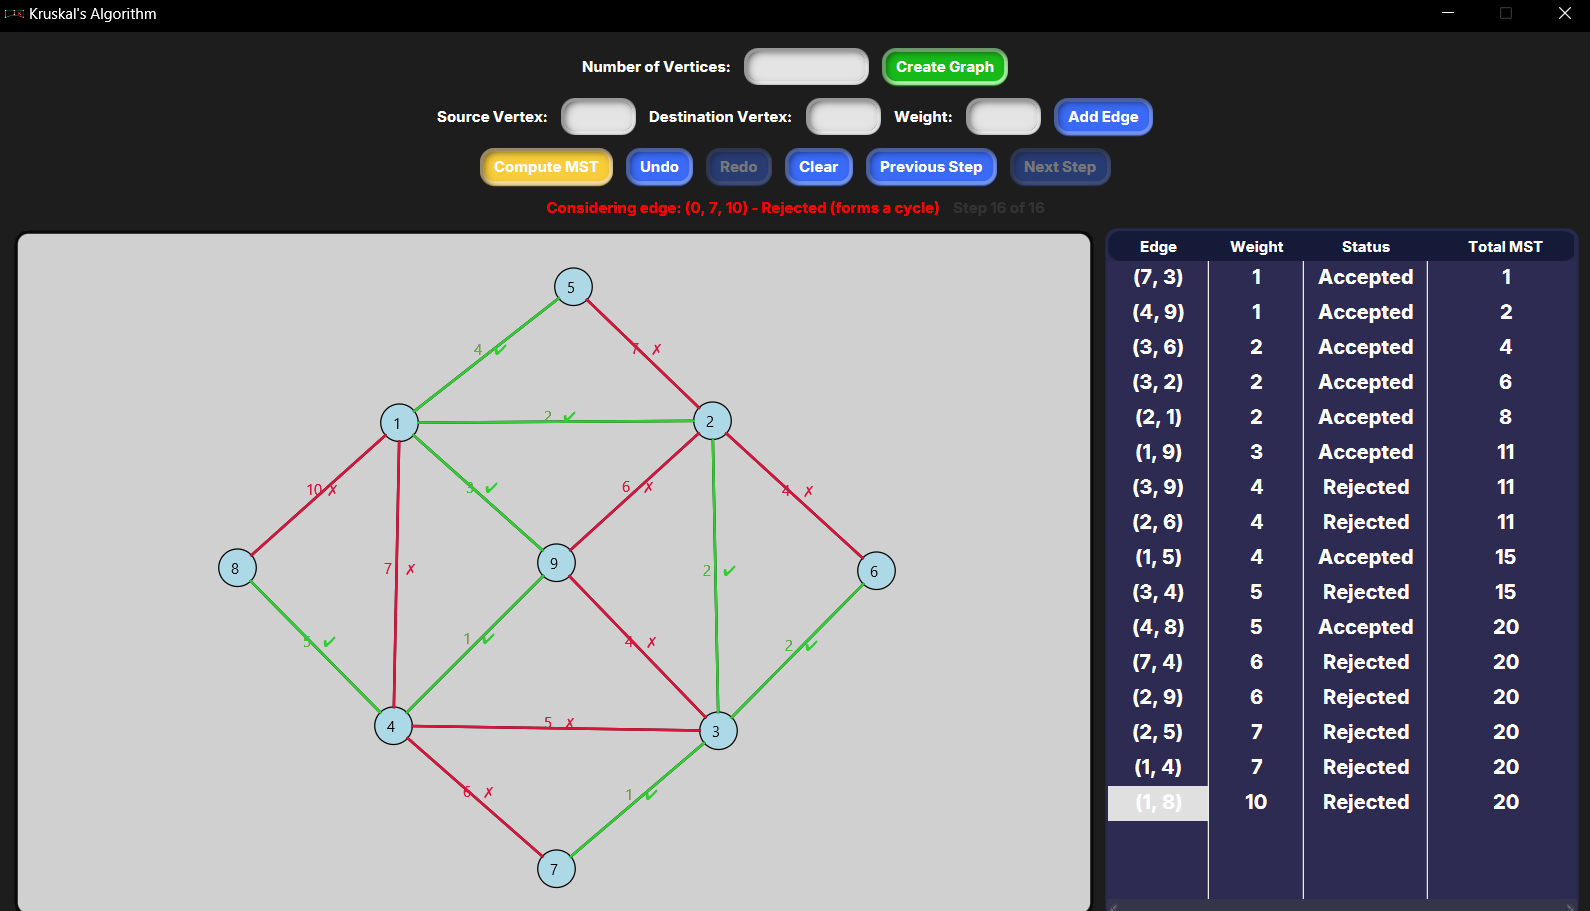 Kruskal's Algorithm
Number of Vertices: Create Graph
Source Vertex: Destination Vertex: Weight: Add Edge
Compute MST Undo Redo Clear Previous Step Next Step
Considering edge: (0, 7, 10) - Rejected (forms a cycle) Step 16 of 16
5
4 ✔ 7 ✗
1 2 ✔ 2
10 ✗ 3 ✔ 6 ✗ 4 ✗
8 7 ✗ 9 2 ✔ 6
5 ✔ 1 ✔ 4 ✗ 2 ✔
4 5 ✗ 3
6 ✗ 1 ✔
7
Edge Weight Status Total MST
(7, 3) 1 Accepted 1
(4, 9) 1 Accepted 2
(3, 6) 2 Accepted 4
(3, 2) 2 Accepted 6
(2, 1) 2 Accepted 8
(1, 9) 3 Accepted 11
(3, 9) 4 Rejected 11
(2, 6) 4 Rejected 11
(1, 5) 4 Accepted 15
(3, 4) 5 Rejected 15
(4, 8) 5 Accepted 20
(7, 4) 6 Rejected 20
(2, 9) 6 Rejected 20
(2, 5) 7 Rejected 20
(1, 4) 7 Rejected 20
(1, 8) 10 Rejected 20